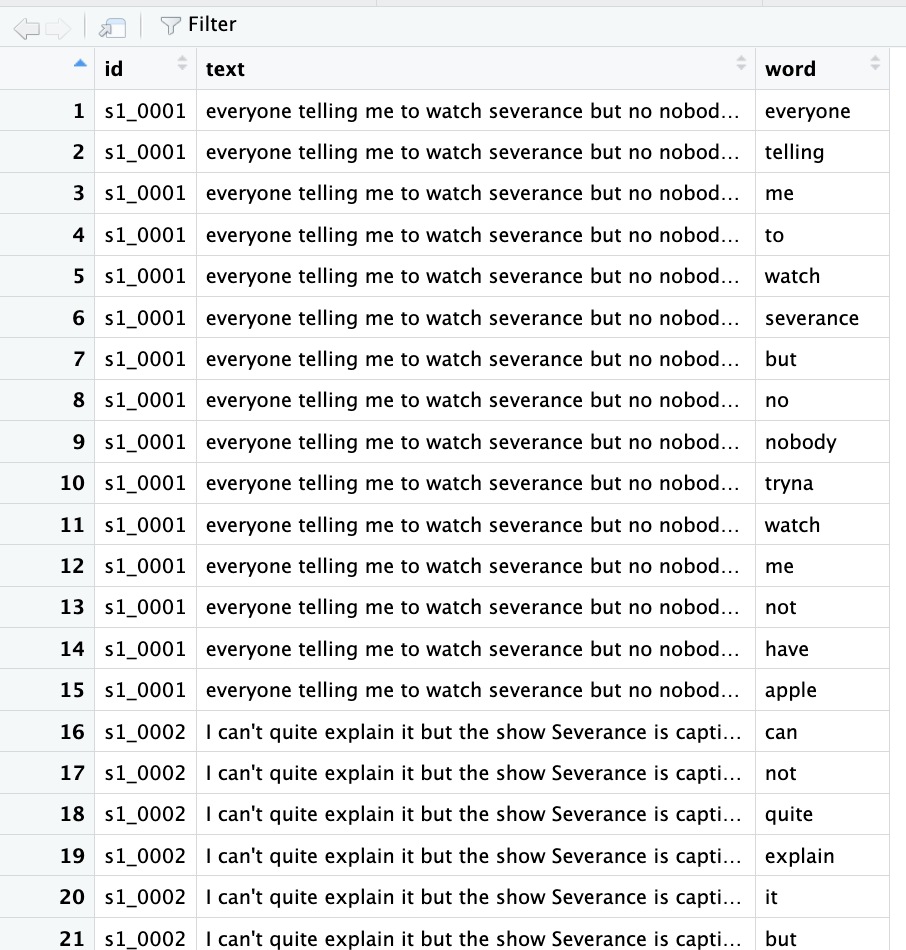 Filter
id text word
1 s1_0001 everyone telling me to watch severance but no nobod... everyone
2 s1_0001 everyone telling me to watch severance but no nobod... telling
3 s1_0001 everyone telling me to watch severance but no nobod... me
4 s1_0001 everyone telling me to watch severance but no nobod... to
5 s1_0001 everyone telling me to watch severance but no nobod... watch
6 s1_0001 everyone telling me to watch severance but no nobod... severance
7 s1_0001 everyone telling me to watch severance but no nobod... but
8 s1_0001 everyone telling me to watch severance but no nobod... no
9 s1_0001 everyone telling me to watch severance but no nobod... nobody
10 s1_0001 everyone telling me to watch severance but no nobod... tryna
11 s1_0001 everyone telling me to watch severance but no nobod... watch
12 s1_0001 everyone telling me to watch severance but no nobod... me
13 s1_0001 everyone telling me to watch severance but no nobod... not
14 s1_0001 everyone telling me to watch severance but no nobod... have
15 s1_0001 everyone telling me to watch severance but no nobod... apple
16 s1_0002 I can't quite explain it but the show Severance is capti... can
17 s1_0002 I can't quite explain it but the show Severance is capti... not
18 s1_0002 I can't quite explain it but the show Severance is capti... quite
19 s1_0002 I can't quite explain it but the show Severance is capti... explain
20 s1_0002 I can't quite explain it but the show Severance is capti... it
21 s1_0002 I can't quite explain it but the show Severance is capti... but